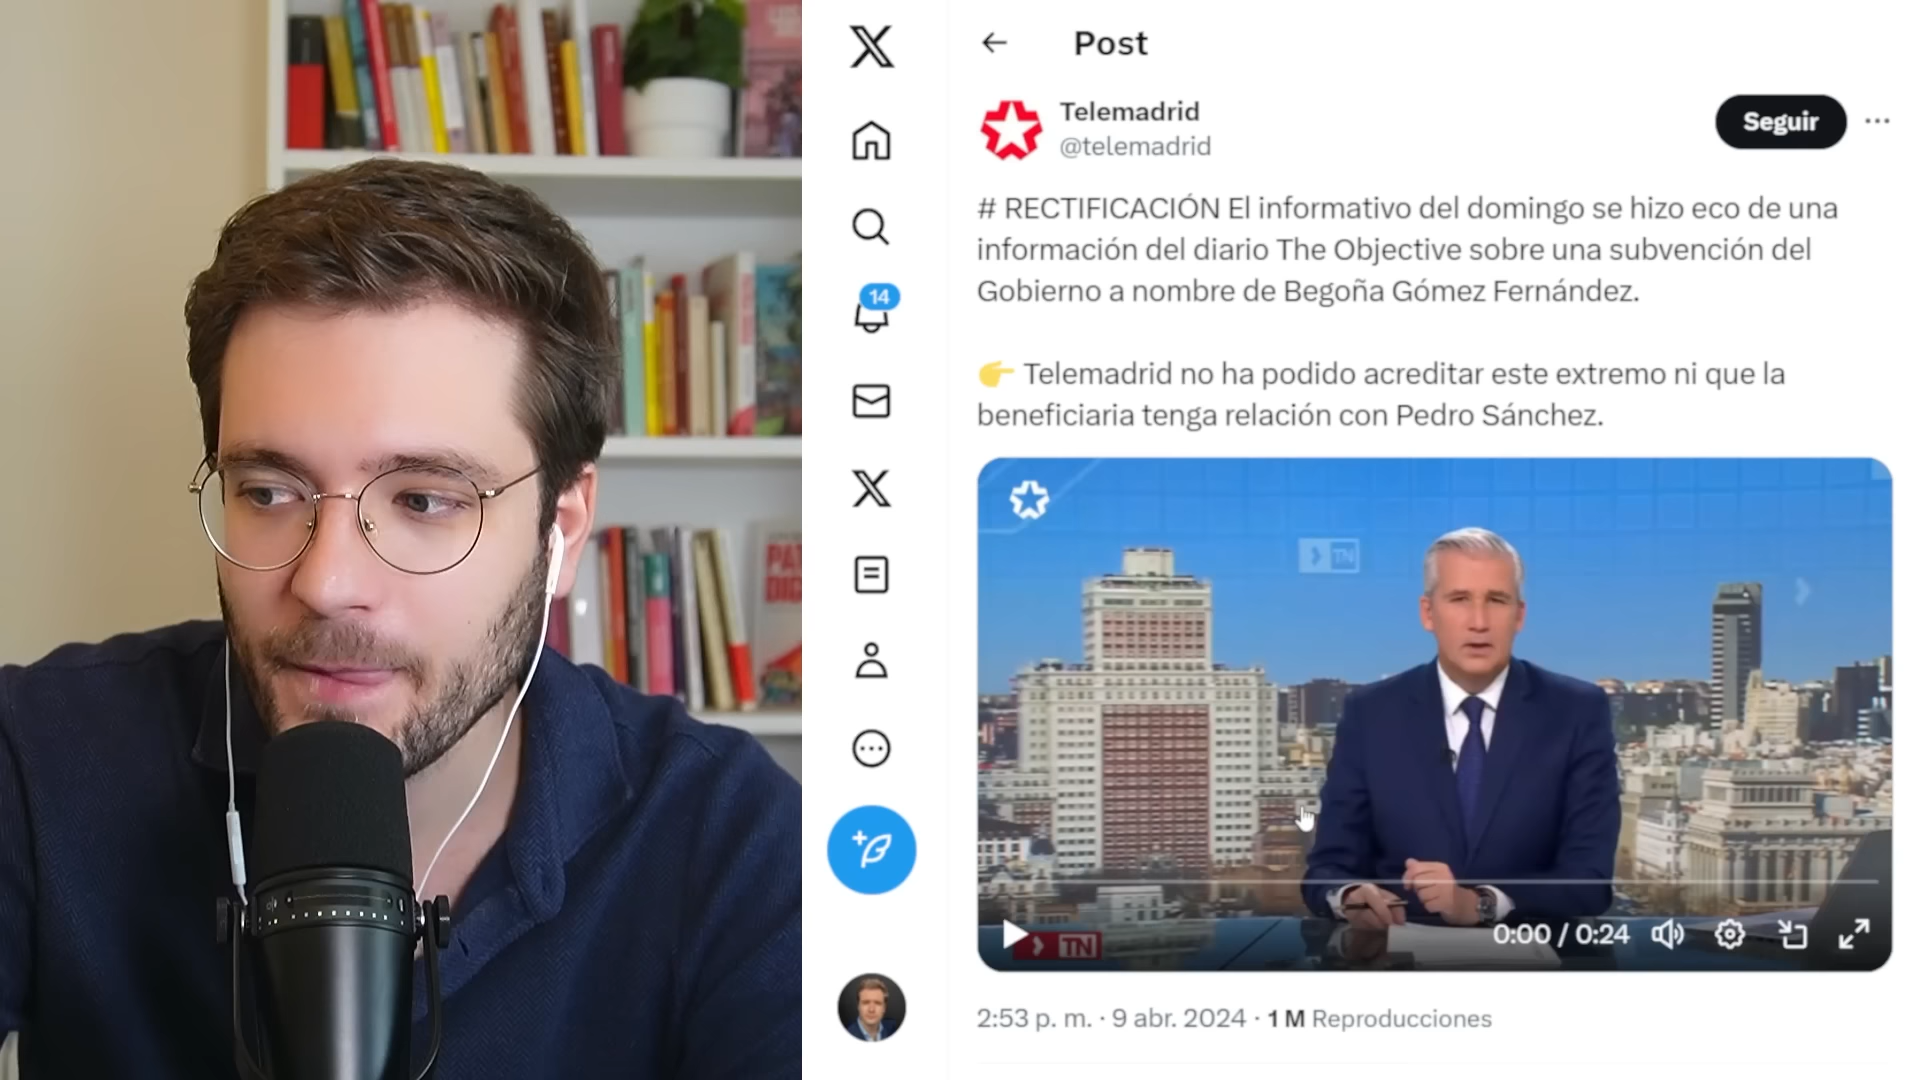 Post
Telemadrid
@telemadrid
Seguir
14
# RECTIFICACIÓN El informativo del domingo se hizo eco de una
información del diario The Objective sobre una subvención del
Gobierno a nombre de Begoña Gómez Fernández.
👉 Telemadrid no ha podido acreditar este extremo ni que la
beneficiaria tenga relación con Pedro Sánchez.
TN
TN
0:00 / 0:24
2:53 p. m. · 9 abr. 2024 · 1 M Reproducciones